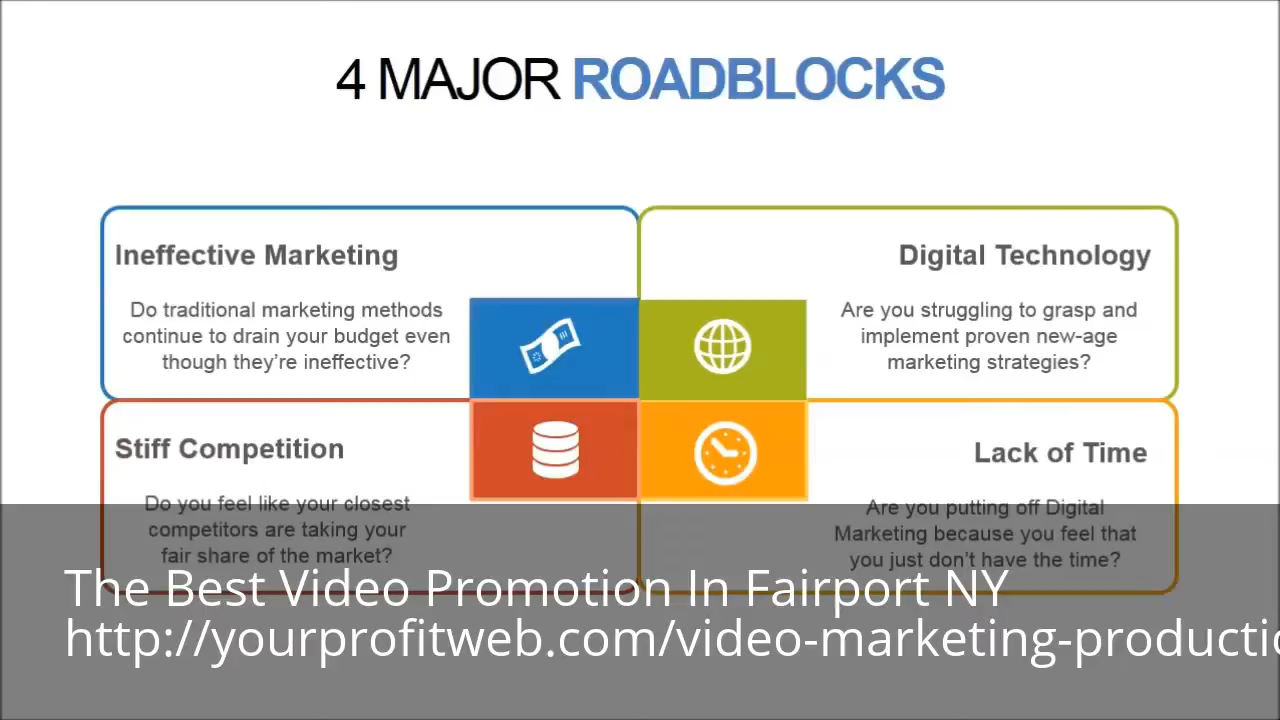 4 MAJOR ROADBLOCKS
Ineffective Marketing
Do traditional marketing methods
continue to drain your budget even
though they're ineffective?
Digital Technology
Are you struggling to grasp and
implement proven new-age
marketing strategies?
Stiff Competition
Do you feel like your closest
competitors are taking your
fair share of the market?
Lack of Time
Are you putting off Digital
Marketing because you feel that
you just don't have the time?
The Best Video Promotion In Fairport NY
http://yourprofitweb.com/video-marketing-productio